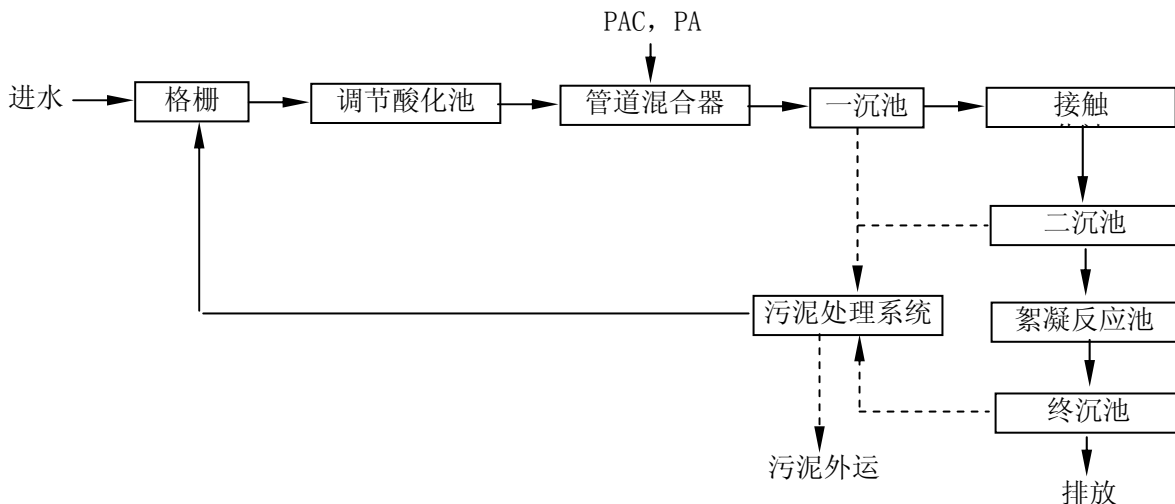 PAC，PA
进水
格栅
调节酸化池
管道混合器
一沉池
接触
二沉池
污泥处理系统
絮凝反应池
终沉池
污泥外运
排放